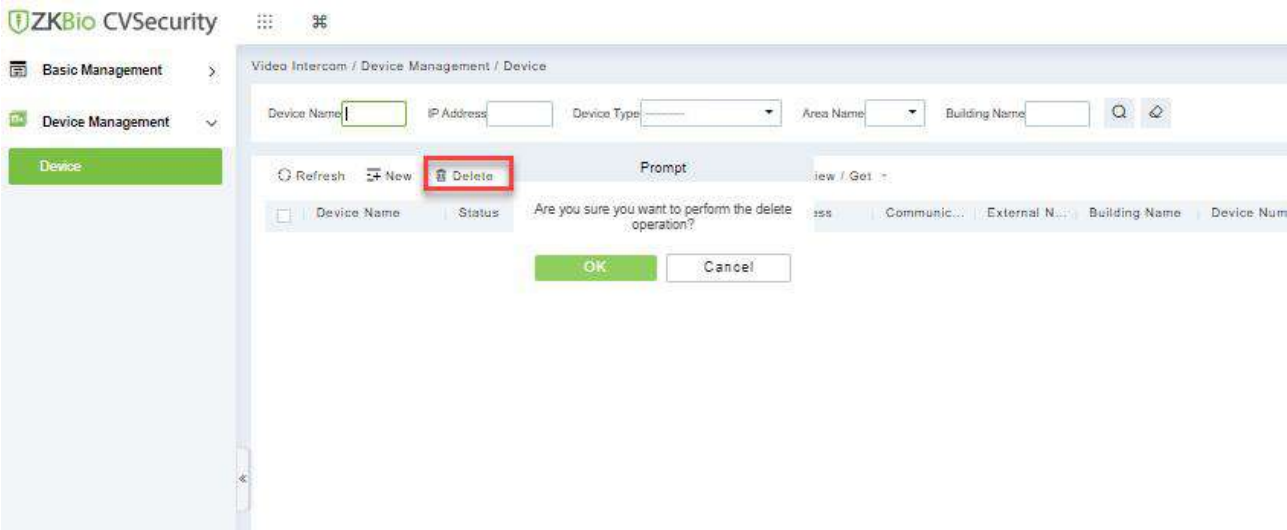 ZKBio CVSecurity
Basic Management
Video Intercom / Device Management / Device
Device Management
Device Name IP Address Device Type ---------- Area Name Building Name
Device
Refresh New Delete Prompt iew / Get
Device Name Status ess Communic... External N... Building Name Device Num
Are you sure you want to perform the delete
operation?
OK Cancel